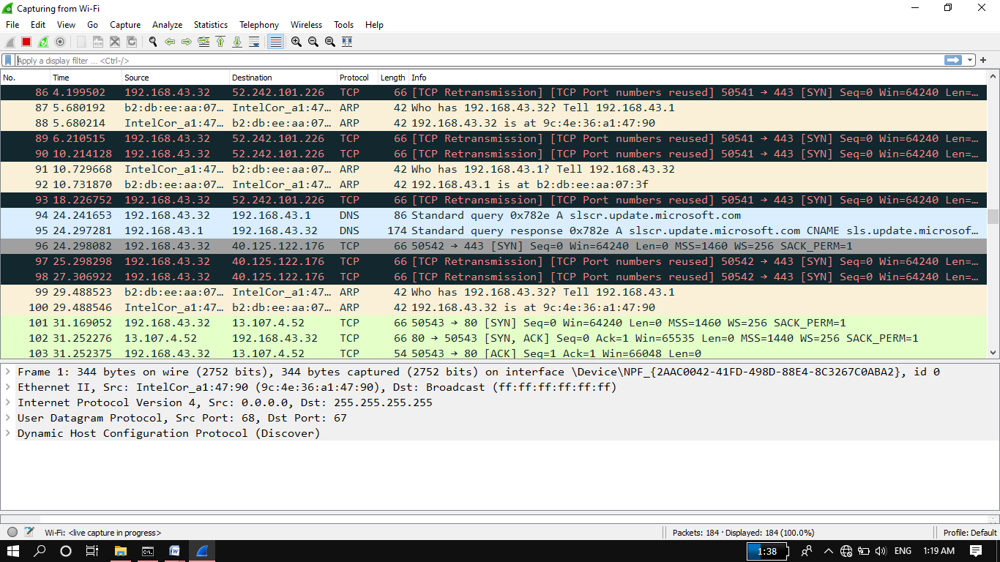 Capturing from Wi-Fi
File Edit View Go Capture Analyze Statistics Telephony Wireless Tools Help
Apply a display filter ... <Ctrl-/>
No. Time Source Destination Protocol Length Info
86 4.199502 192.168.43.32 52.242.101.226 TCP 66 [TCP Retransmission] [TCP Port numbers reused] 50541 → 443 [SYN] Seq=0 Win=64240 Len=…
87 5.680192 b2:db:ee:aa:07… IntelCor_a1:47… ARP 42 Who has 192.168.43.32? Tell 192.168.43.1
88 5.680214 IntelCor_a1:47… b2:db:ee:aa:07… ARP 42 192.168.43.32 is at 9c:4e:36:a1:47:90
89 6.210515 192.168.43.32 52.242.101.226 TCP 66 [TCP Retransmission] [TCP Port numbers reused] 50541 → 443 [SYN] Seq=0 Win=64240 Len=…
90 10.214128 192.168.43.32 52.242.101.226 TCP 66 [TCP Retransmission] [TCP Port numbers reused] 50541 → 443 [SYN] Seq=0 Win=64240 Len=…
91 10.729668 IntelCor_a1:47… b2:db:ee:aa:07… ARP 42 Who has 192.168.43.1? Tell 192.168.43.32
92 10.731870 b2:db:ee:aa:07… IntelCor_a1:47… ARP 42 192.168.43.1 is at b2:db:ee:aa:07:3f
93 18.226752 192.168.43.32 52.242.101.226 TCP 66 [TCP Retransmission] [TCP Port numbers reused] 50541 → 443 [SYN] Seq=0 Win=64240 Len=…
94 24.241653 192.168.43.32 192.168.43.1 DNS 86 Standard query 0x782e A slscr.update.microsoft.com
95 24.297281 192.168.43.1 192.168.43.32 DNS 174 Standard query response 0x782e A slscr.update.microsoft.com CNAME sls.update.microsof…
96 24.298082 192.168.43.32 40.125.122.176 TCP 66 50542 → 443 [SYN] Seq=0 Win=64240 Len=0 MSS=1460 WS=256 SACK_PERM=1
97 25.298298 192.168.43.32 40.125.122.176 TCP 66 [TCP Retransmission] [TCP Port numbers reused] 50542 → 443 [SYN] Seq=0 Win=64240 Len=…
98 27.306922 192.168.43.32 40.125.122.176 TCP 66 [TCP Retransmission] [TCP Port numbers reused] 50542 → 443 [SYN] Seq=0 Win=64240 Len=…
99 29.488523 b2:db:ee:aa:07… IntelCor_a1:47… ARP 42 Who has 192.168.43.32? Tell 192.168.43.1
100 29.488546 IntelCor_a1:47… b2:db:ee:aa:07… ARP 42 192.168.43.32 is at 9c:4e:36:a1:47:90
101 31.169052 192.168.43.32 13.107.4.52 TCP 66 50543 → 80 [SYN] Seq=0 Win=64240 Len=0 MSS=1460 WS=256 SACK_PERM=1
102 31.252276 13.107.4.52 192.168.43.32 TCP 66 80 → 50543 [SYN, ACK] Seq=0 Ack=1 Win=65535 Len=0 MSS=1440 WS=256 SACK_PERM=1
103 31.252375 192.168.43.32 13.107.4.52 TCP 54 50543 → 80 [ACK] Seq=1 Ack=1 Win=66048 Len=0
Frame 1: 344 bytes on wire (2752 bits), 344 bytes captured (2752 bits) on interface \Device\NPF_{2AAC0042-41FD-498D-88E4-8C3267C0ABA2}, id 0
Ethernet II, Src: IntelCor_a1:47:90 (9c:4e:36:a1:47:90), Dst: Broadcast (ff:ff:ff:ff:ff:ff)
Internet Protocol Version 4, Src: 0.0.0.0, Dst: 255.255.255.255
User Datagram Protocol, Src Port: 68, Dst Port: 67
Dynamic Host Configuration Protocol (Discover)
Wi-Fi: <live capture in progress> Packets: 184 · Displayed: 184 (100.0%) Profile: Default
1:38 ENG 1:19 AM